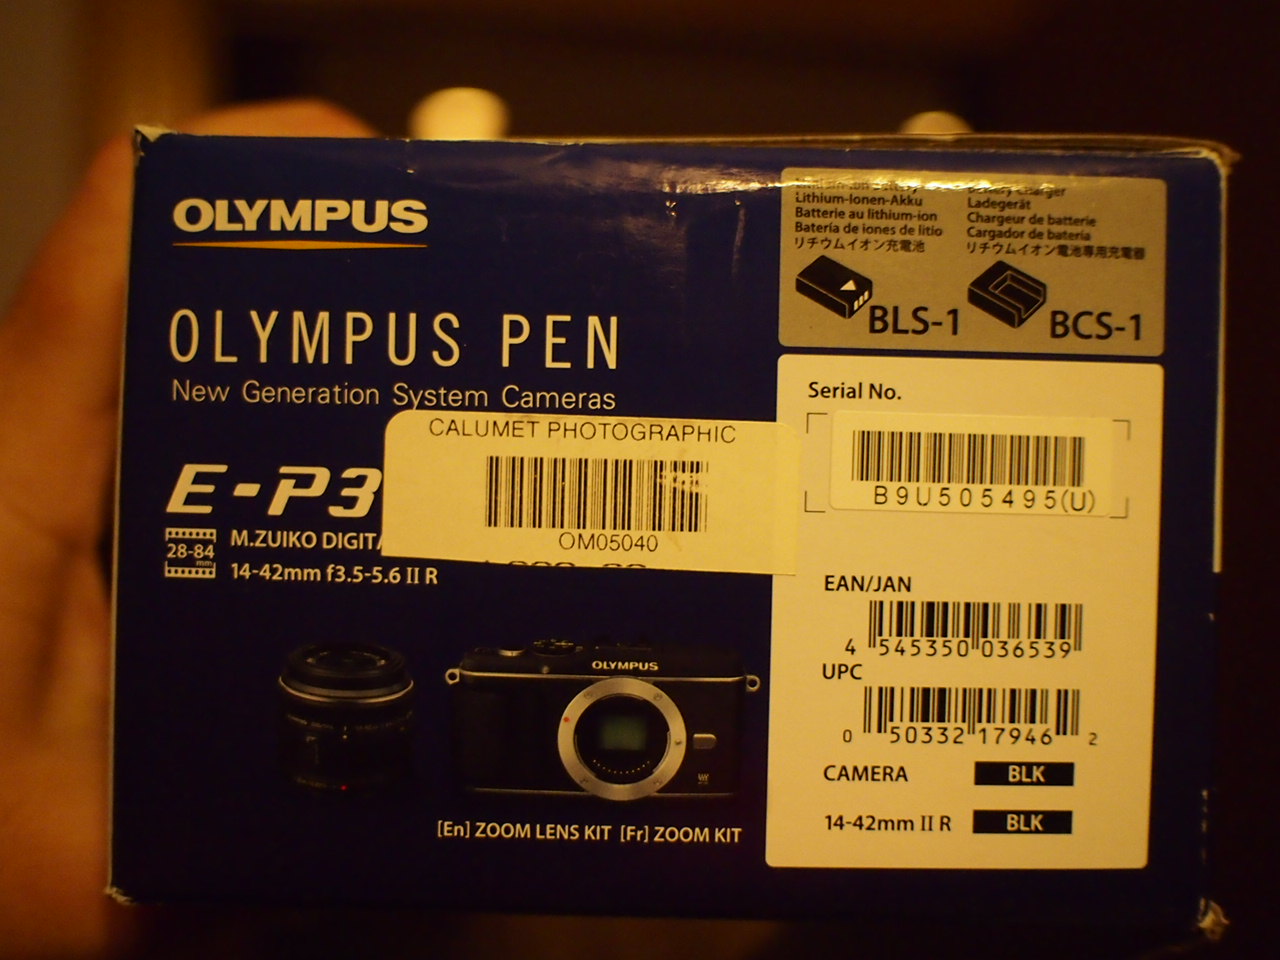 OLYMPUS
OLYMPUS PEN
New Generation System Cameras
E-P3
M.ZUIKO
28-84
mm
14-42mm f3.5-5.6 II R
CALUMET PHOTOGRAPHIC
OM05040
OLYMPUS
[En] ZOOM LENS KIT [Fr] ZOOM KIT
Lithium-Ionen-Akku
Batterie au lithium-ion
Batería de iones de litio
リチウムイオン充電池
BLS-1
Battery Charger
Ladegerät
Chargeur de batterie
Cargador de batería
リチウムイオン電池専用充電器
BCS-1
Serial No.
B9U505495(U)
EAN/JAN
4 545350 036539
UPC
0 50332 17946 2
CAMERA BLK
14-42mm II R BLK